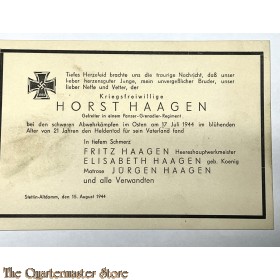 Tiefes Herzeleid brachte uns die traurige Nachricht, daß unser
lieber herzensguter Junge, mein unvergeßlicher Bruder, unser
lieber Neffe und Vetter, der
Kriegsfreiwillige
HORST HAAGEN
Gefreiter in einem Panzer-Grenadier-Regiment
bei den schweren Abwehrkämpfen im Osten am 17. Juli 1944 im blühenden
Alter von 21 Jahren den Heldentod für sein Vaterland fand
In tiefem Schmerz
FRITZ HAAGEN Heereshauptwerkmeister
ELISABETH HAAGEN geb. Koenig
Matrose JÜRGEN HAAGEN
und alle Verwandten
Stettin-Altdamm, den 10. August 1944
The Quartermaster Store